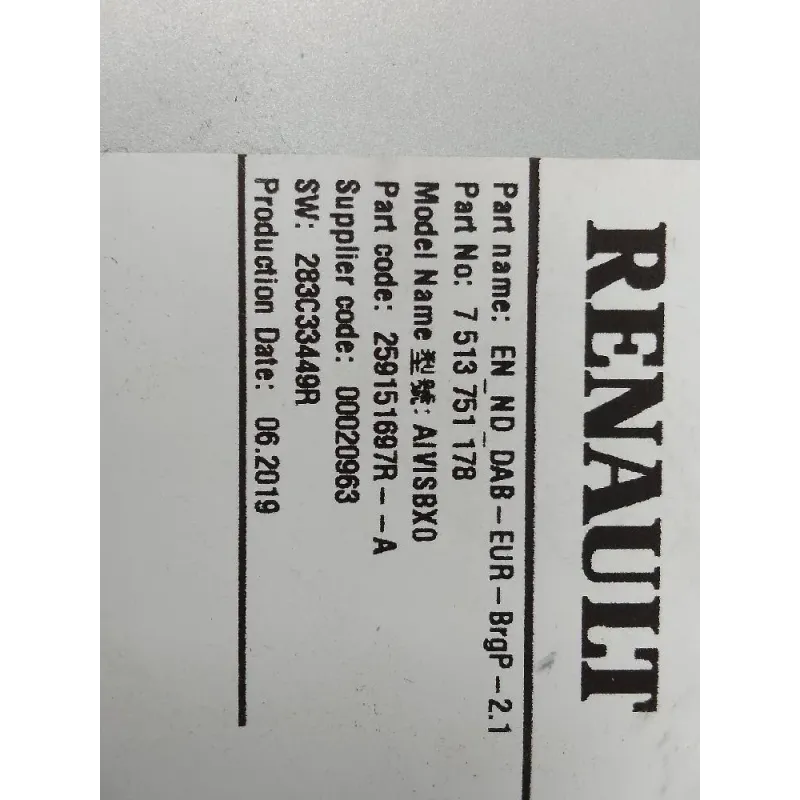 RENAULT
Part name: EN_ND_DAB-EUR-BrgP-2.1
Part No: 7 513 751 178
Model Name 型號: AIVISBX0
Part code: 259151697R--A
Supplier code: 00020963
SW: 283C33449R
Production Date: 06.2019